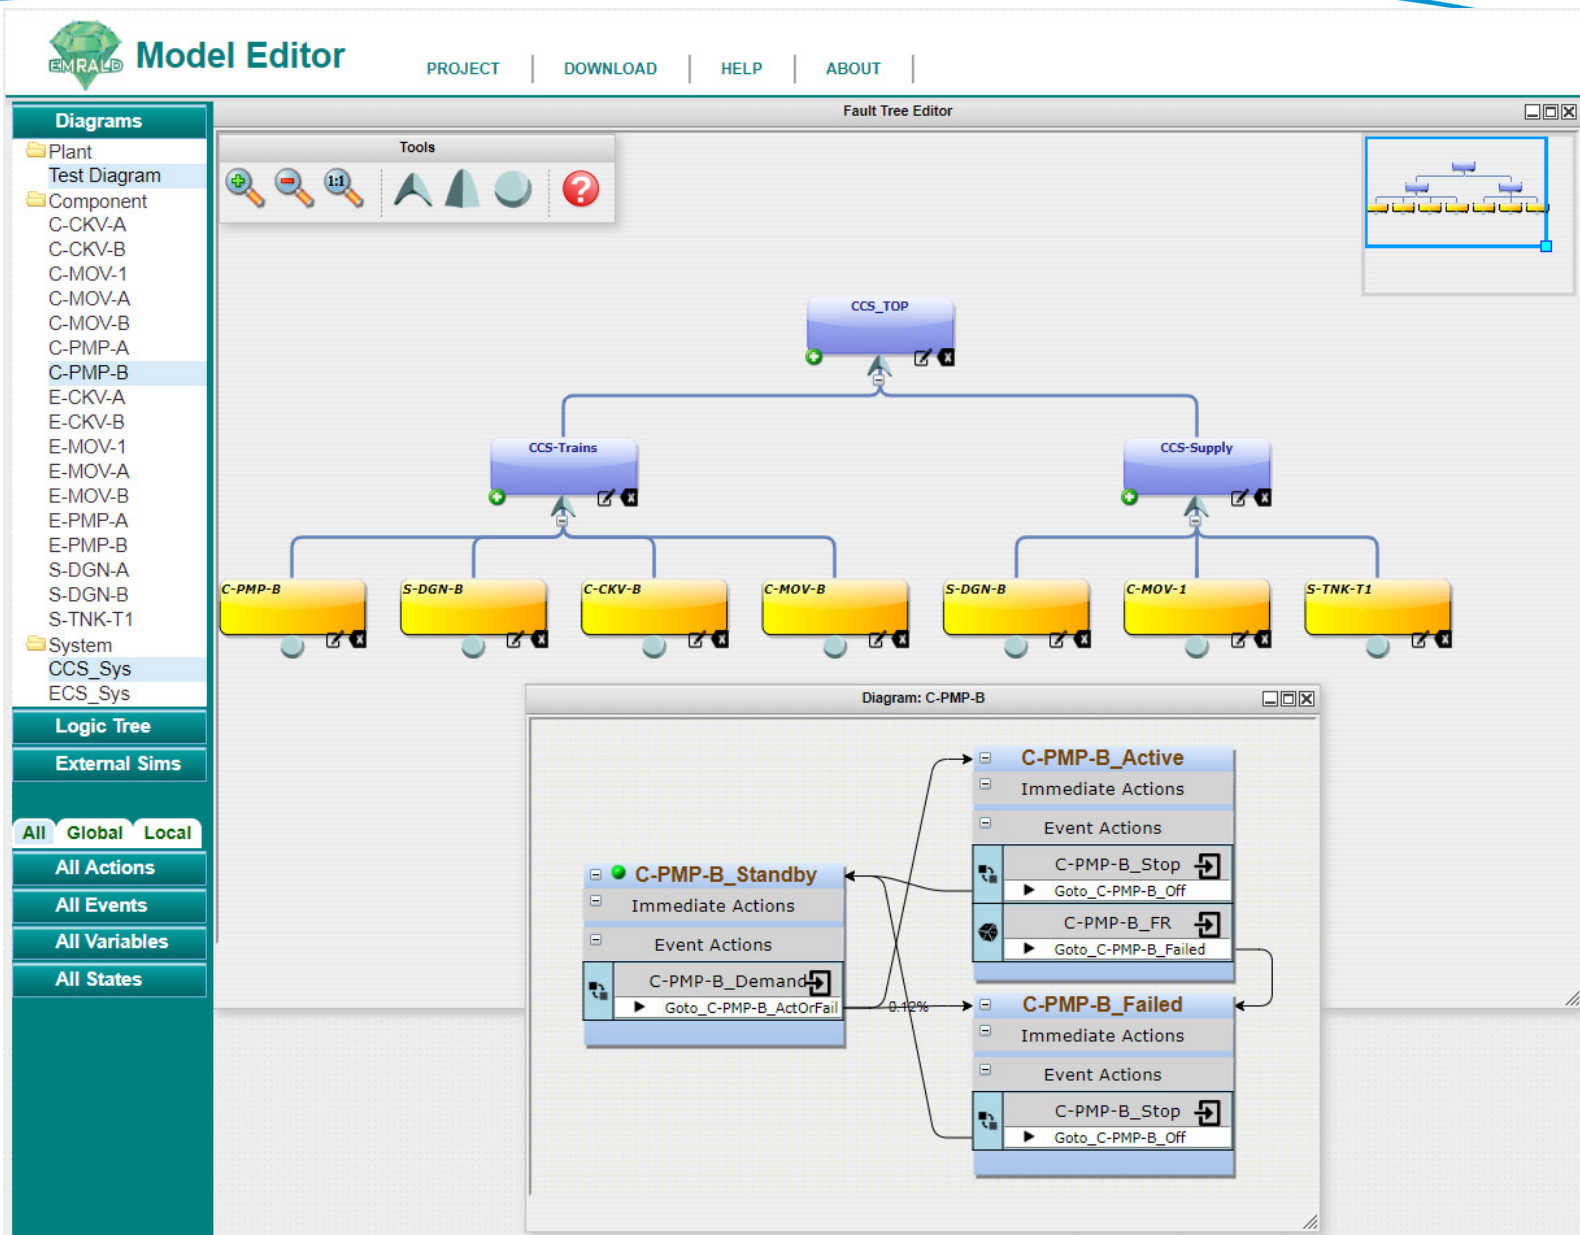 EMRALD
Model Editor
PROJECT
DOWNLOAD
HELP
ABOUT
Diagrams
Plant
Test Diagram
Component
C-CKV-A
C-CKV-B
C-MOV-1
C-MOV-A
C-MOV-B
C-PMP-A
C-PMP-B
E-CKV-A
E-CKV-B
E-MOV-1
E-MOV-A
E-MOV-B
E-PMP-A
E-PMP-B
S-DGN-A
S-DGN-B
S-TNK-T1
System
CCS_Sys
ECS_Sys
Logic Tree
External Sims
All Global Local
All Actions
All Events
All Variables
All States
Fault Tree Editor
Tools
1:1
CCS_TOP
CCS-Trains
CCS-Supply
C-PMP-B
S-DGN-B
C-CKV-B
C-MOV-B
S-DGN-B
C-MOV-1
S-TNK-T1
Diagram: C-PMP-B
C-PMP-B_Standby
Immediate Actions
Event Actions
C-PMP-B_Demand
Goto_C-PMP-B_ActOrFail
0.12%
C-PMP-B_Active
Immediate Actions
Event Actions
C-PMP-B_Stop
Goto_C-PMP-B_Off
C-PMP-B_FR
Goto_C-PMP-B_Failed
C-PMP-B_Failed
Immediate Actions
Event Actions
C-PMP-B_Stop
Goto_C-PMP-B_Off